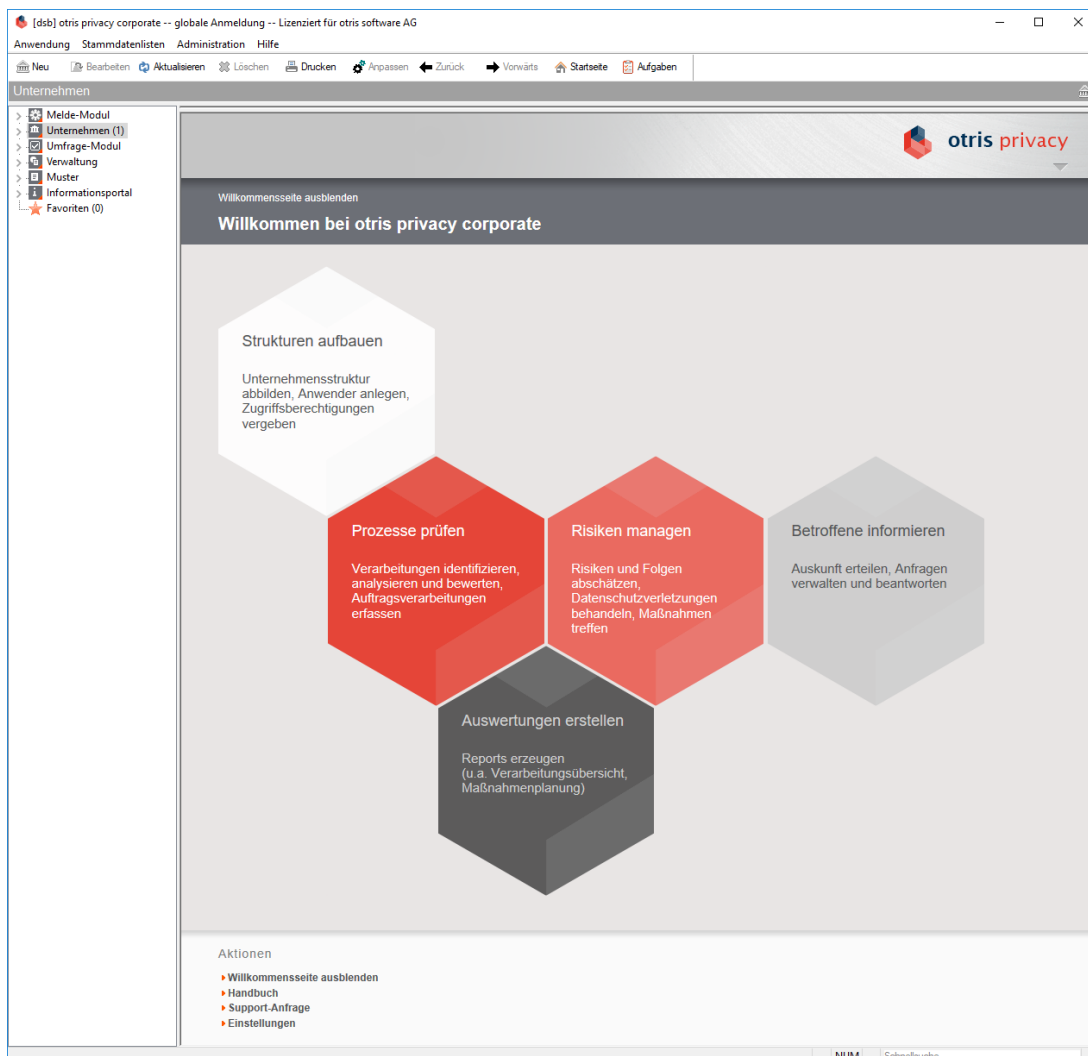 [dsb] otris privacy corporate -- globale Anmeldung -- Lizenziert für otris software AG
Anwendung Stammdatenlisten Administration Hilfe
Neu Bearbeiten Aktualisieren Löschen Drucken Anpassen Zurück Vorwärts Startseite Aufgaben
Unternehmen
Melde-Modul
Unternehmen (1)
Umfrage-Modul
Verwaltung
Muster
Informationsportal
Favoriten (0)
otris privacy
Willkommensseite ausblenden
Willkommen bei otris privacy corporate
Strukturen aufbauen
Unternehmensstruktur
abbilden, Anwender anlegen,
Zugriffsberechtigungen
vergeben
Prozesse prüfen
Verarbeitungen identifizieren,
analysieren und bewerten,
Auftragsverarbeitungen
erfassen
Risiken managen
Risiken und Folgen
abschätzen,
Datenschutzverletzungen
behandeln, Maßnahmen
treffen
Betroffene informieren
Auskunft erteilen, Anfragen
verwalten und beantworten
Auswertungen erstellen
Reports erzeugen
(u.a. Verarbeitungsübersicht,
Maßnahmenplanung)
Aktionen
Willkommensseite ausblenden
Handbuch
Support-Anfrage
Einstellungen
NUM Schnellsuche